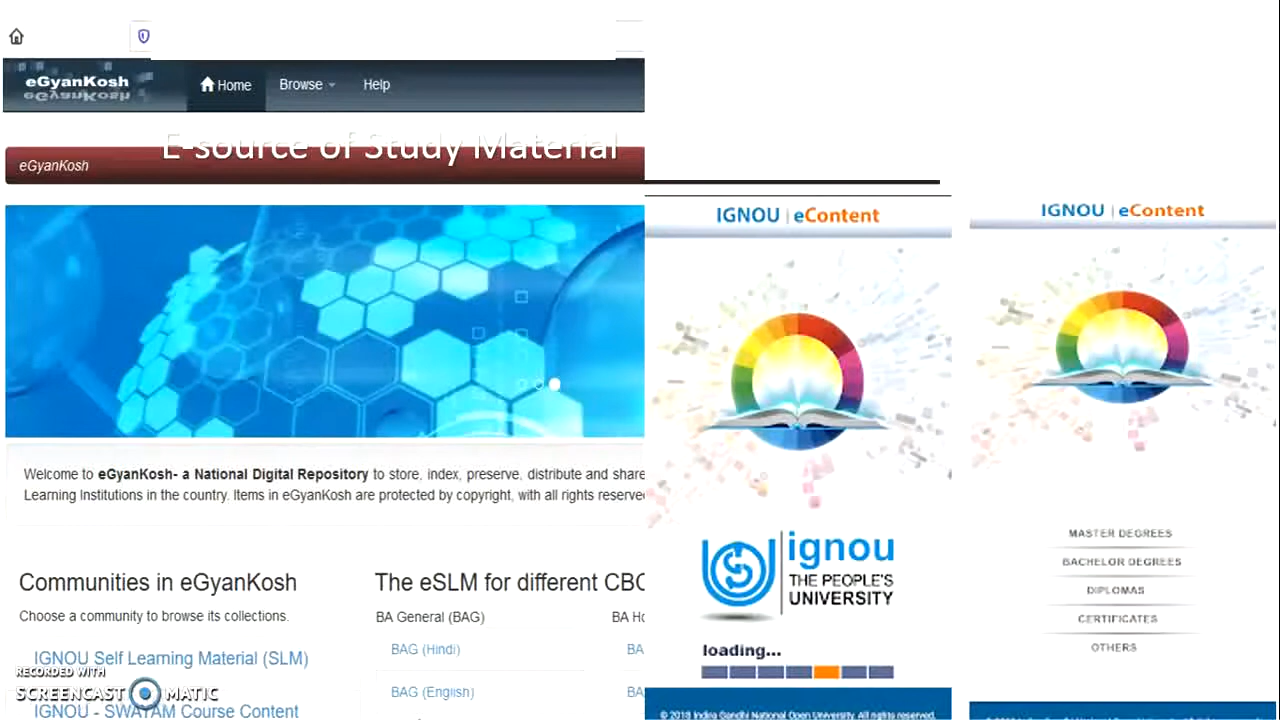 eGyanKosh
Home
Browse
Help
E-source of Study Material
eGyanKosh
Welcome to eGyanKosh- a National Digital Repository to store, index, preserve, distribute and share
Learning Institutions in the country. Items in eGyanKosh are protected by copyright, with all rights
Communities in eGyanKosh
Choose a community to browse its collections.
IGNOU Self Learning Material (SLM)
IGNOU - SWAYAM Course Content
The eSLM for different
BA General (BAG)
BA
BAG (Hindi)
BAG (English)
IGNOU | eContent
ignou
THE PEOPLE'S
UNIVERSITY
loading...
© 2018 Indira Gandhi National Open University. All rights reserved.
IGNOU | eContent
MASTER DEGREES
BACHELOR DEGREES
DIPLOMAS
CERTIFICATES
OTHERS
RECORDED WITH
SCREENCAST MATIC